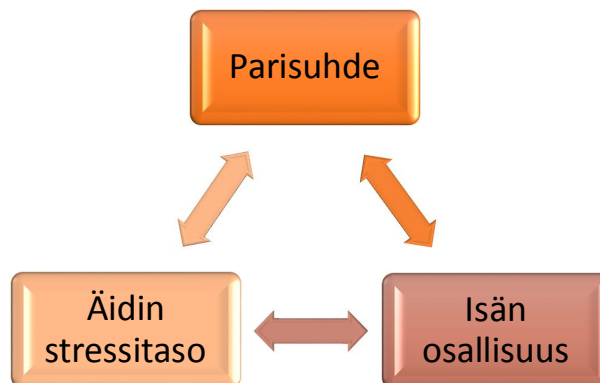 Parisuhde
Äidin
stressitaso
Isän
osallisuus